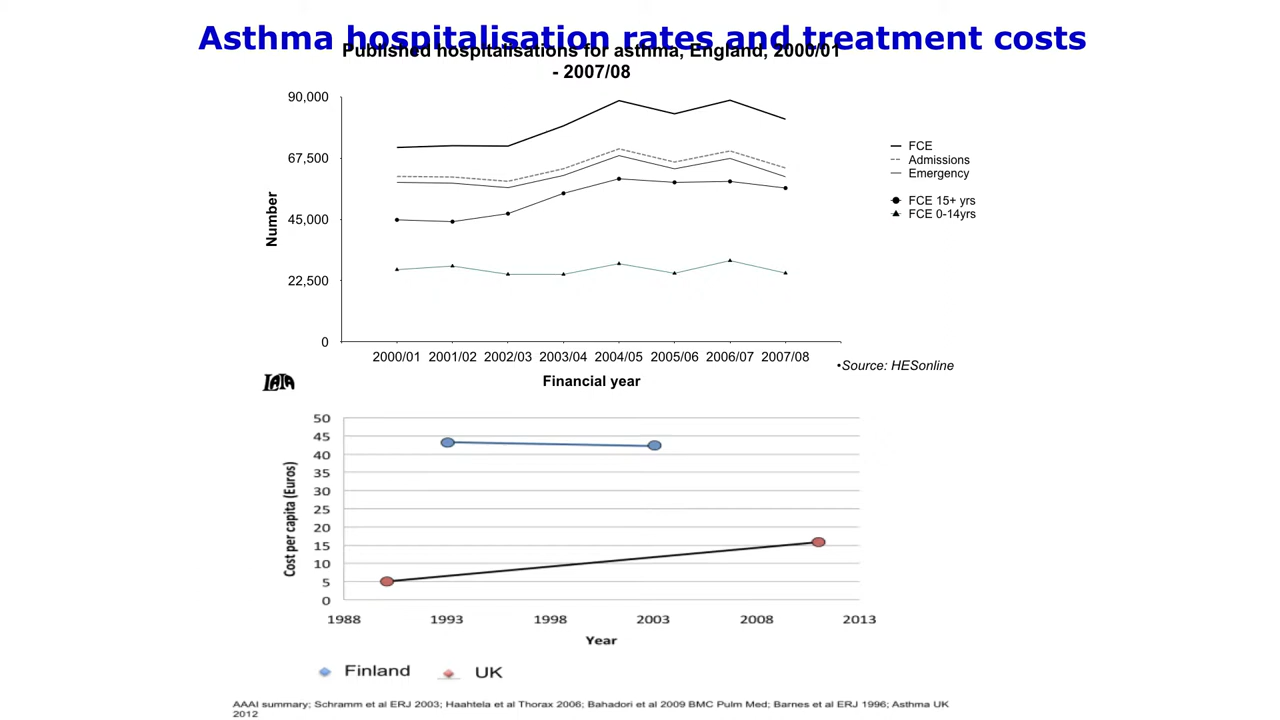 Asthma hospitalisation rates and treatment costs
Published hospitalisations for asthma, England, 2000/01
- 2007/08
90,000
67,500
45,000
22,500
0
Number
2000/01 2001/02 2002/03 2003/04 2004/05 2005/06 2006/07 2007/08
Financial year
FCE
Admissions
Emergency
FCE 15+ yrs
FCE 0-14yrs
•Source: HESonline
50
45
40
35
30
25
20
15
10
5
0
Cost per capita (Euros)
1988 1993 1998 2003 2008 2013
Year
Finland UK
AAAI summary; Schramm et al ERJ 2003; Haahtela et al Thorax 2006; Bahadori et al 2009 BMC Pulm Med; Barnes et al ERJ 1996; Asthma UK
2012